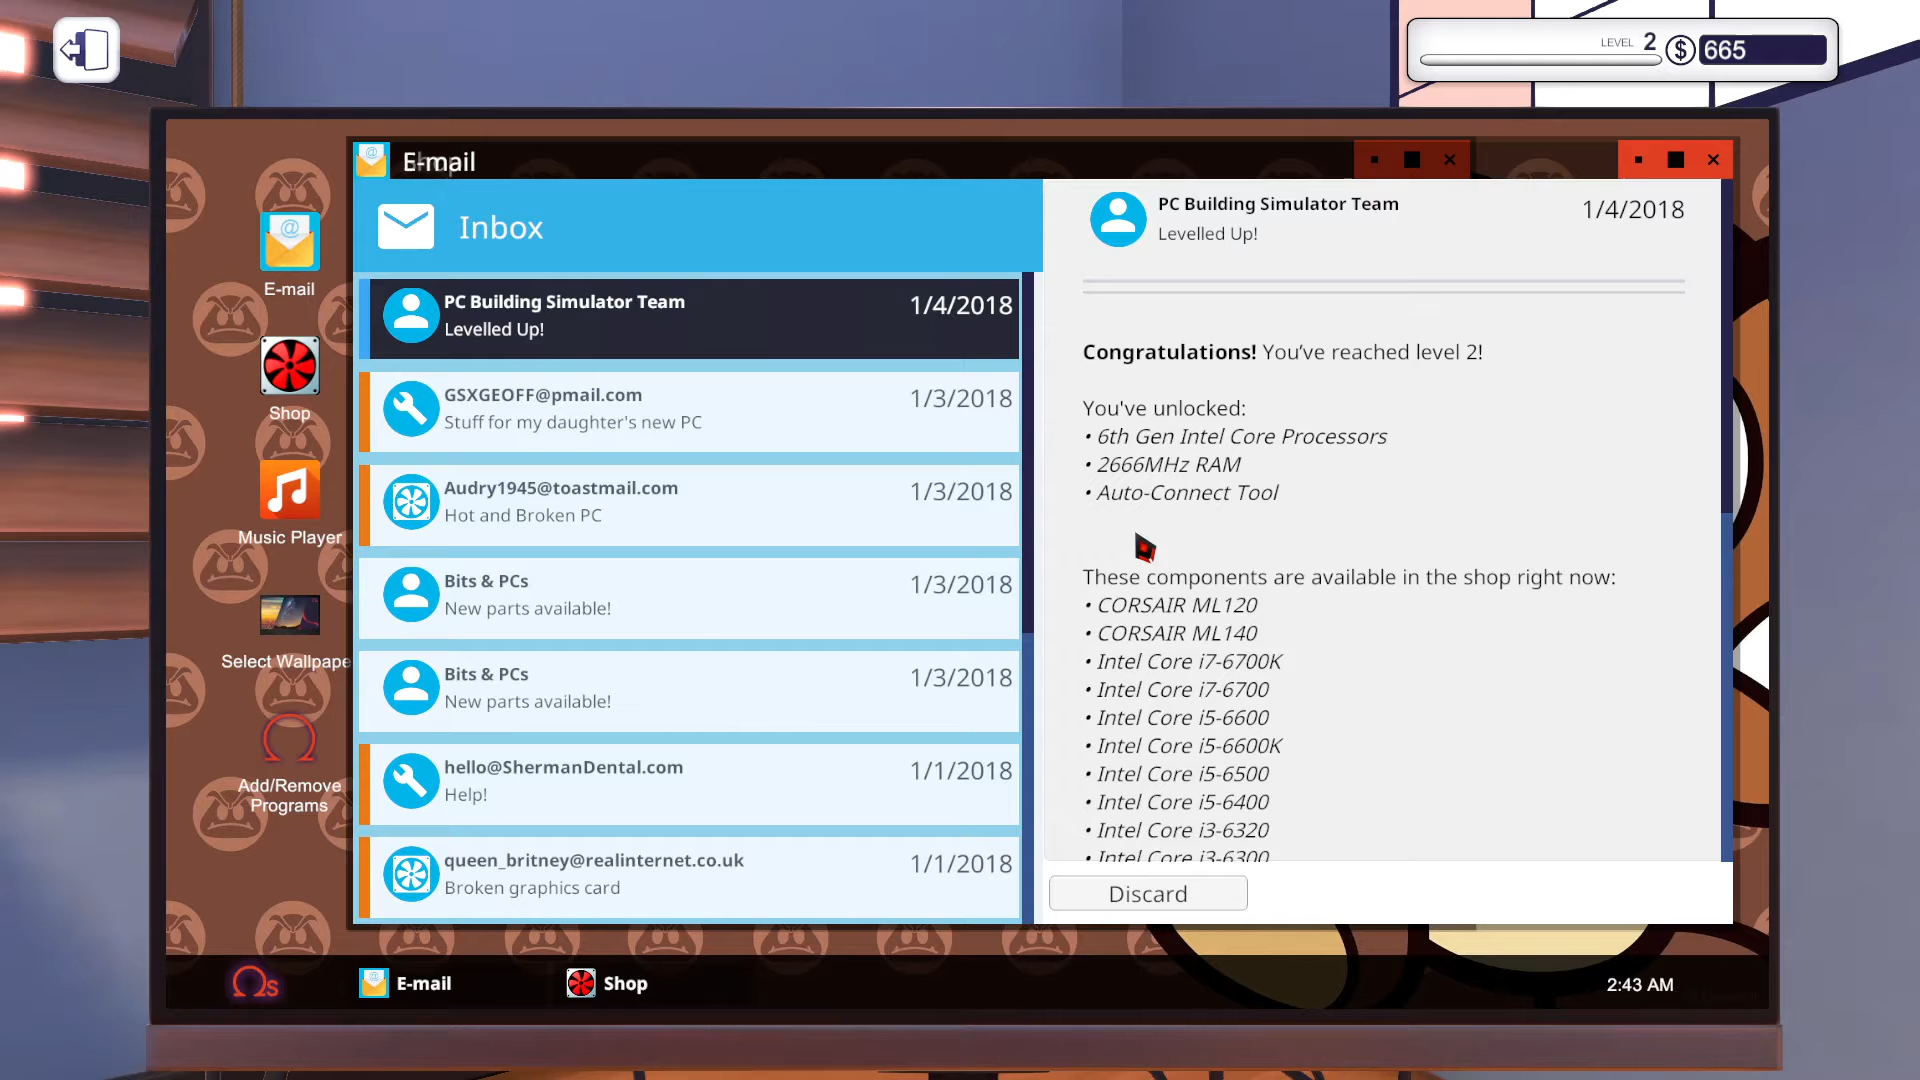 LEVEL 2 $ 665
E-mail
Inbox
PC Building Simulator Team 1/4/2018
Levelled Up!
GSXGEOFF@pmail.com 1/3/2018
Stuff for my daughter's new PC
Audry1945@toastmail.com 1/3/2018
Hot and Broken PC
Bits & PCs 1/3/2018
New parts available!
Bits & PCs 1/3/2018
New parts available!
hello@ShermanDental.com 1/1/2018
Help!
queen_britney@realinternet.co.uk 1/1/2018
Broken graphics card
PC Building Simulator Team 1/4/2018
Levelled Up!
Congratulations! You've reached level 2!
You've unlocked:
• 6th Gen Intel Core Processors
• 2666MHz RAM
• Auto-Connect Tool
These components are available in the shop right now:
• CORSAIR ML120
• CORSAIR ML140
• Intel Core i7-6700K
• Intel Core i7-6700
• Intel Core i5-6600
• Intel Core i5-6600K
• Intel Core i5-6500
• Intel Core i5-6400
• Intel Core i3-6320
• Intel Core i3-6300
Discard
E-mail
Shop
Music Player
Select Wallpape
Add/Remove
Programs
Ωs
E-mail
Shop
2:43 AM